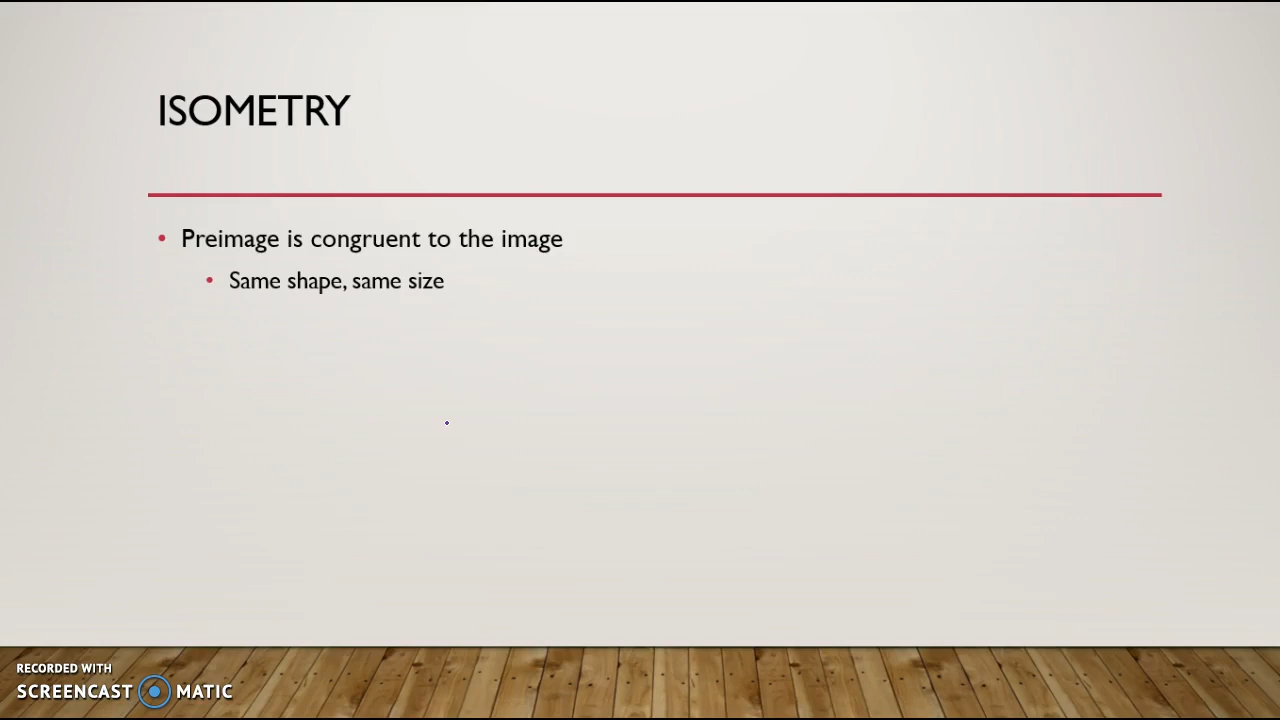 ISOMETRY
Preimage is congruent to the image
Same shape, same size
RECORDED WITH
SCREENCAST MATIC